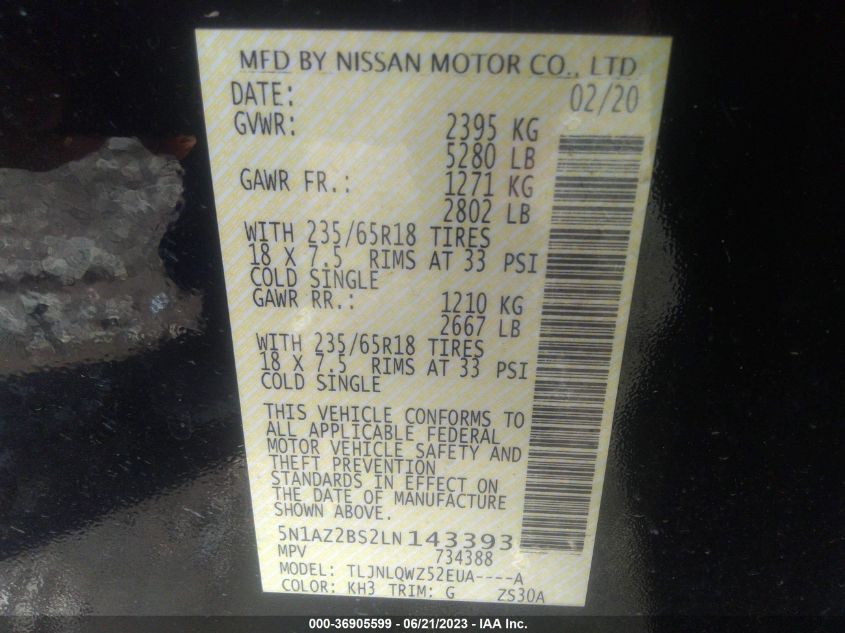 MFD BY NISSAN MOTOR CO., LTD
DATE: 02/20
GVWR: 2395 KG
5280 LB
GAWR FR.: 1271 KG
2802 LB
WITH 235/65R18 TIRES
18 X 7.5 RIMS AT 33 PSI
COLD SINGLE
GAWR RR.: 1210 KG
2667 LB
WITH 235/65R18 TIRES
18 X 7.5 RIMS AT 33 PSI
COLD SINGLE
THIS VEHICLE CONFORMS TO
ALL APPLICABLE FEDERAL
MOTOR VEHICLE SAFETY AND
THEFT PREVENTION
STANDARDS IN EFFECT ON
THE DATE OF MANUFACTURE
SHOWN ABOVE.
5N1AZ2BS2LN143393
MPV 734388
MODEL: TLJNLQWZ52EUA----A
COLOR: KH3 TRIM: G ZS30A
000-36905599 - 06/21/2023 - IAA Inc.